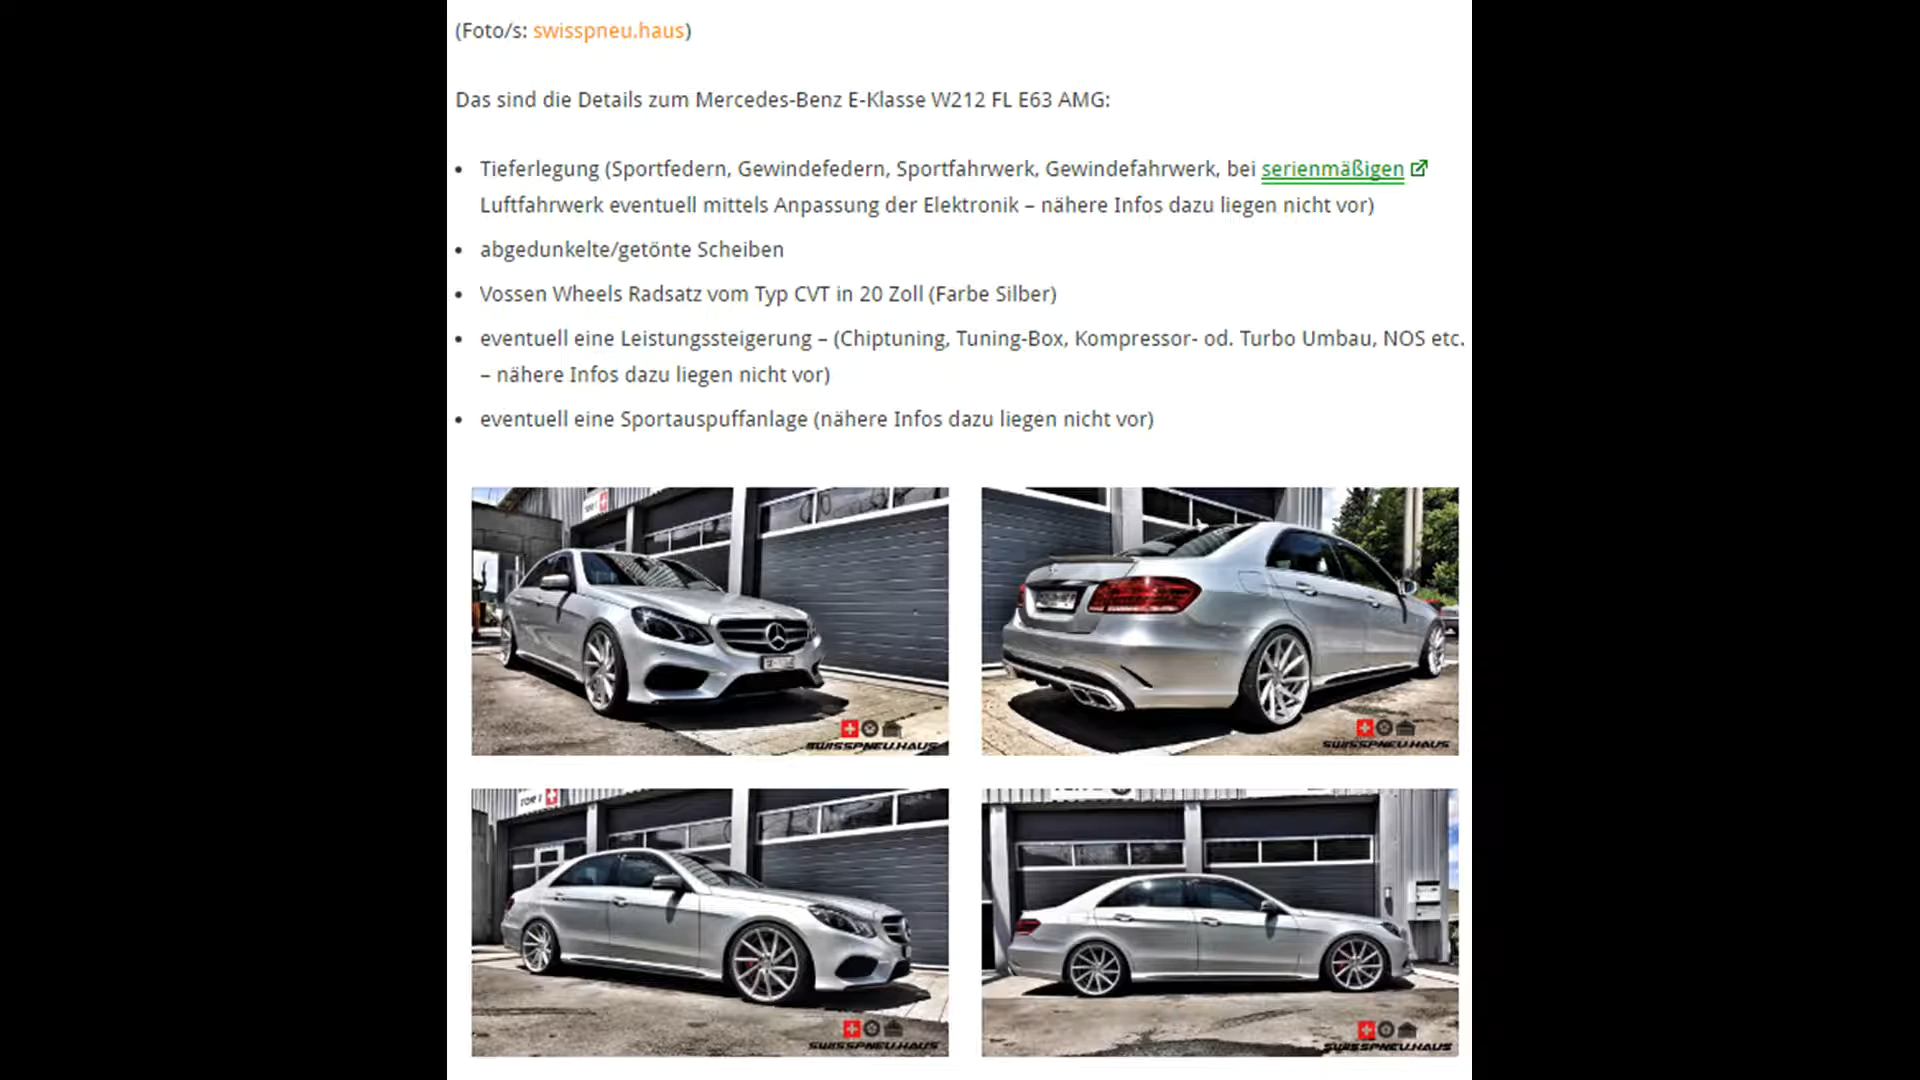 (Foto/s: swisspneu.haus)
Das sind die Details zum Mercedes-Benz E-Klasse W212 FL E63 AMG:
• Tieferlegung (Sportfedern, Gewindefedern, Sportfahrwerk, Gewindefahrwerk, bei serienmäßigen
Luftfahrwerk eventuell mittels Anpassung der Elektronik – nähere Infos dazu liegen nicht vor)
• abgedunkelte/getönte Scheiben
• Vossen Wheels Radsatz vom Typ CVT in 20 Zoll (Farbe Silber)
• eventuell eine Leistungssteigerung – (Chiptuning, Tuning-Box, Kompressor- od. Turbo Umbau, NOS etc.
– nähere Infos dazu liegen nicht vor)
• eventuell eine Sportauspuffanlage (nähere Infos dazu liegen nicht vor)
SWISSPNEU.HAUS
SWISSPNEU.HAUS
TOR 1
SWISSPNEU.HAUS
SWISSPNEU.HAUS